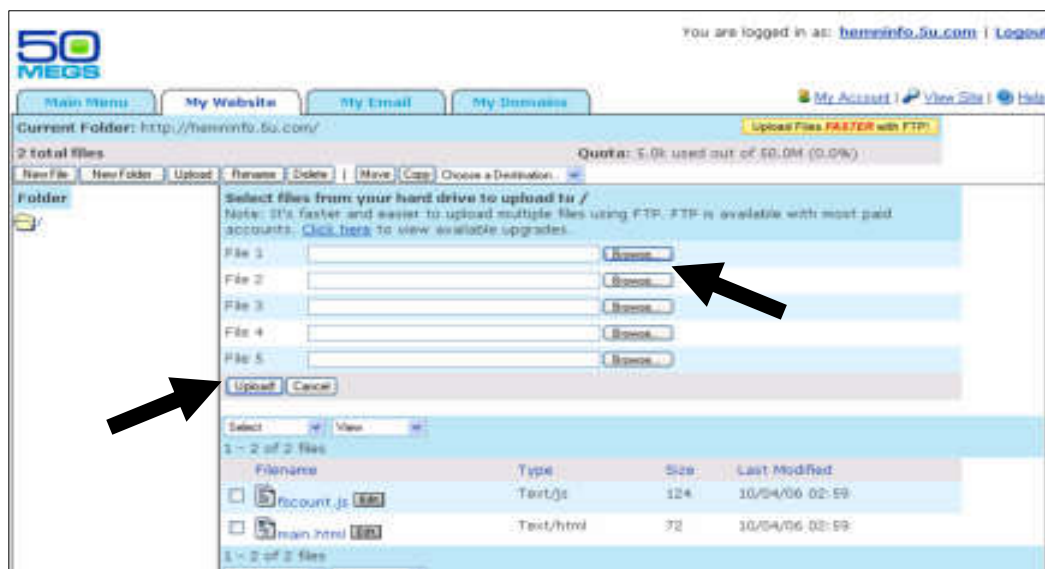 50
MEGS
You are logged in as: hemninfo.5u.com | Logout
Main Menu My Website My Email My Domains My Account | View Site | Help
Current Folder: http://hemninfo.5u.com/ Upload Files FASTER with FTP!
2 total files Quota: 5.0k used out of 50.0M (0.0%)
New File New Folder Upload Rename Delete | Move Copy Choose a Destination...
Folder
/
Select files from your hard drive to upload to /
Note: It's faster and easier to upload multiple files using FTP. FTP is available with most paid
accounts. Click here to view available upgrades.
File 1 Browse...
File 2 Browse...
File 3 Browse...
File 4 Browse...
File 5 Browse...
Upload Cancel
Select View
1 - 2 of 2 files
Filename Type Size Last Modified
fscount.js Edit Text/js 124 10/04/06 02:59
main.html Edit Text/html 72 10/04/06 02:59
1 - 2 of 2 files